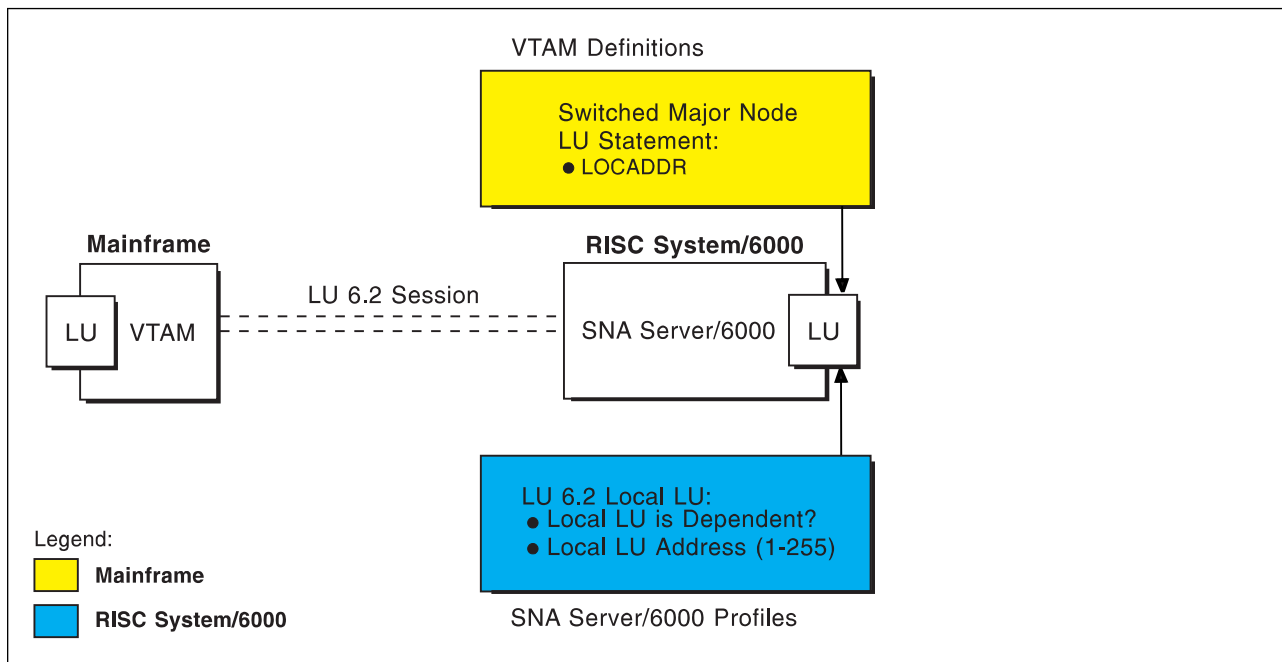 VTAM Definitions
Switched Major Node
LU Statement:
● LOCADDR
Mainframe
RISC System/6000
LU 6.2 Session
LU
VTAM
SNA Server/6000
LU
LU 6.2 Local LU:
● Local LU is Dependent?
● Local LU Address (1-255)
Legend:
Mainframe
RISC System/6000
SNA Server/6000 Profiles